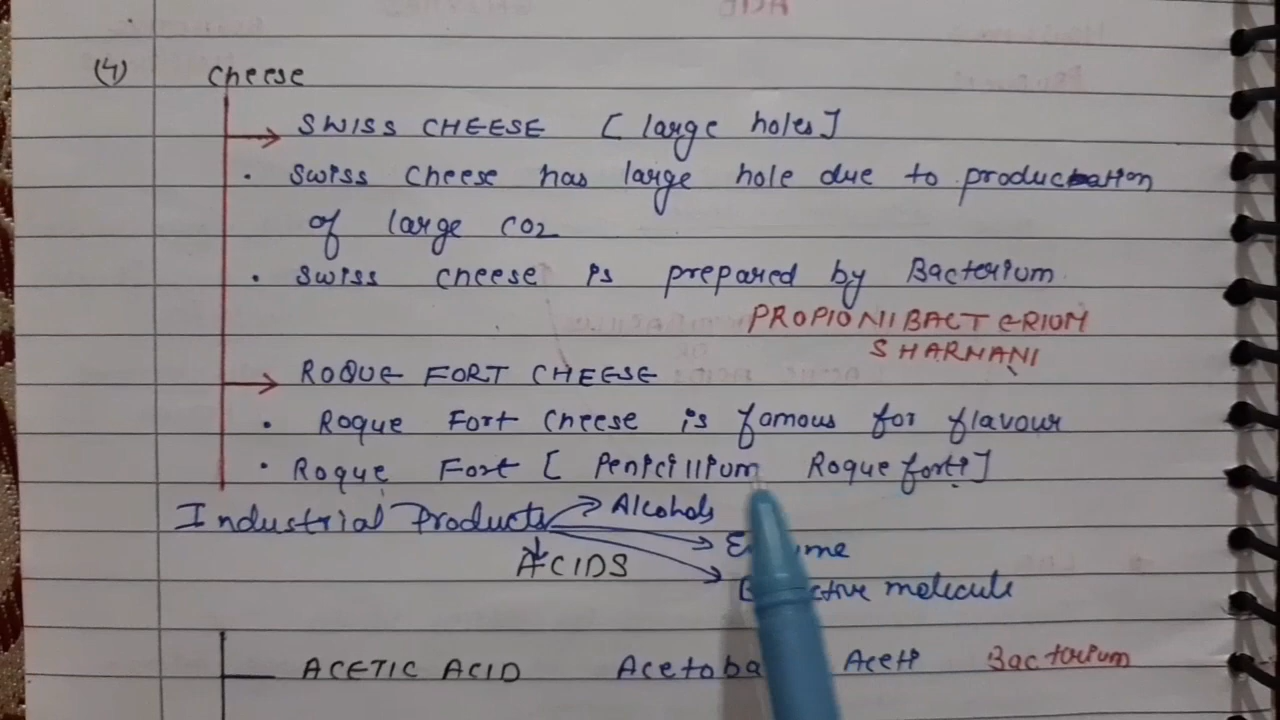 (4) Cheese
SWISS CHEESE [large holes]
• Swiss Cheese has large hole due to production
of large CO2
• Swiss cheese is prepared by Bacterium
PROPIONIBACTERIUM
SHARMANI
ROQUE FORT CHEESE
• Roque Fort Cheese is famous for flavour
• Roque Fort [Penicillium Roque forti]
Industrial Products Alcohols
ACIDS
molecule
ACETIC ACID Aceti Bacterium